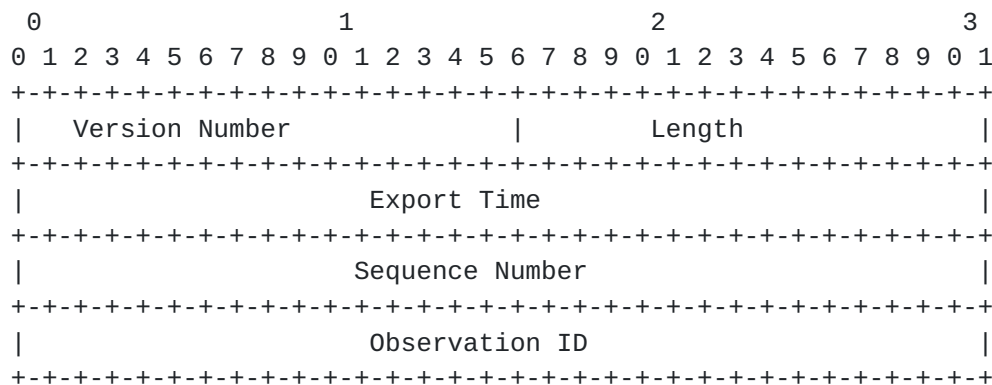 0                   1                   2                   3
0 1 2 3 4 5 6 7 8 9 0 1 2 3 4 5 6 7 8 9 0 1 2 3 4 5 6 7 8 9 0 1
+-+-+-+-+-+-+-+-+-+-+-+-+-+-+-+-+-+-+-+-+-+-+-+-+-+-+-+-+-+-+-+
|   Version Number              |        Length               |
+-+-+-+-+-+-+-+-+-+-+-+-+-+-+-+-+-+-+-+-+-+-+-+-+-+-+-+-+-+-+-+
|                      Export Time                            |
+-+-+-+-+-+-+-+-+-+-+-+-+-+-+-+-+-+-+-+-+-+-+-+-+-+-+-+-+-+-+-+
|                     Sequence Number                         |
+-+-+-+-+-+-+-+-+-+-+-+-+-+-+-+-+-+-+-+-+-+-+-+-+-+-+-+-+-+-+-+
|                      Observation ID                         |
+-+-+-+-+-+-+-+-+-+-+-+-+-+-+-+-+-+-+-+-+-+-+-+-+-+-+-+-+-+-+-+